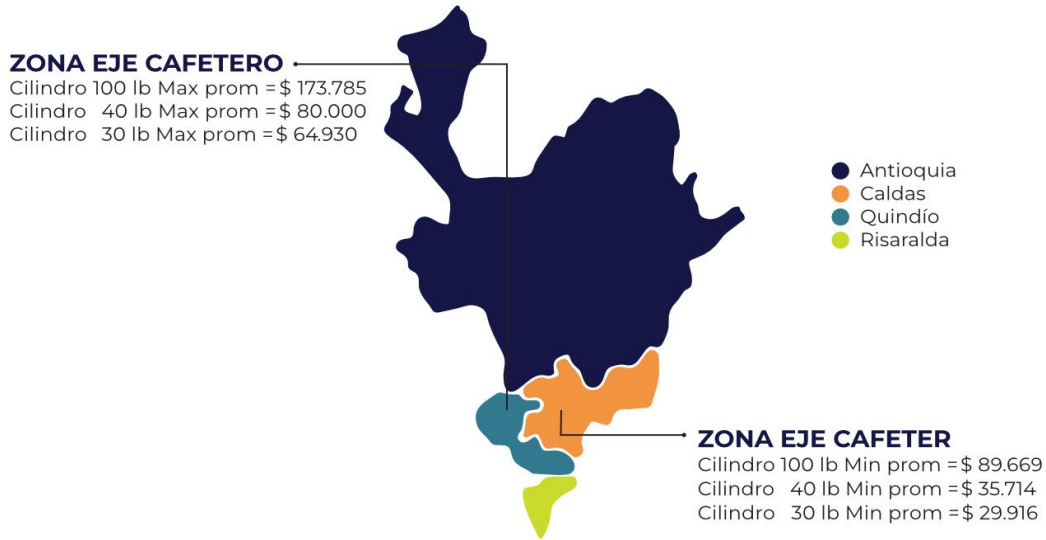 ZONA EJE CAFETERO
Cilindro 100 lb Max prom = $ 173.785
Cilindro 40 lb Max prom = $ 80.000
Cilindro 30 lb Max prom = $ 64.930
Antioquia
Caldas
Quindío
Risaralda
ZONA EJE CAFETER
Cilindro 100 lb Min prom = $ 89.669
Cilindro 40 lb Min prom = $ 35.714
Cilindro 30 lb Min prom = $ 29.916